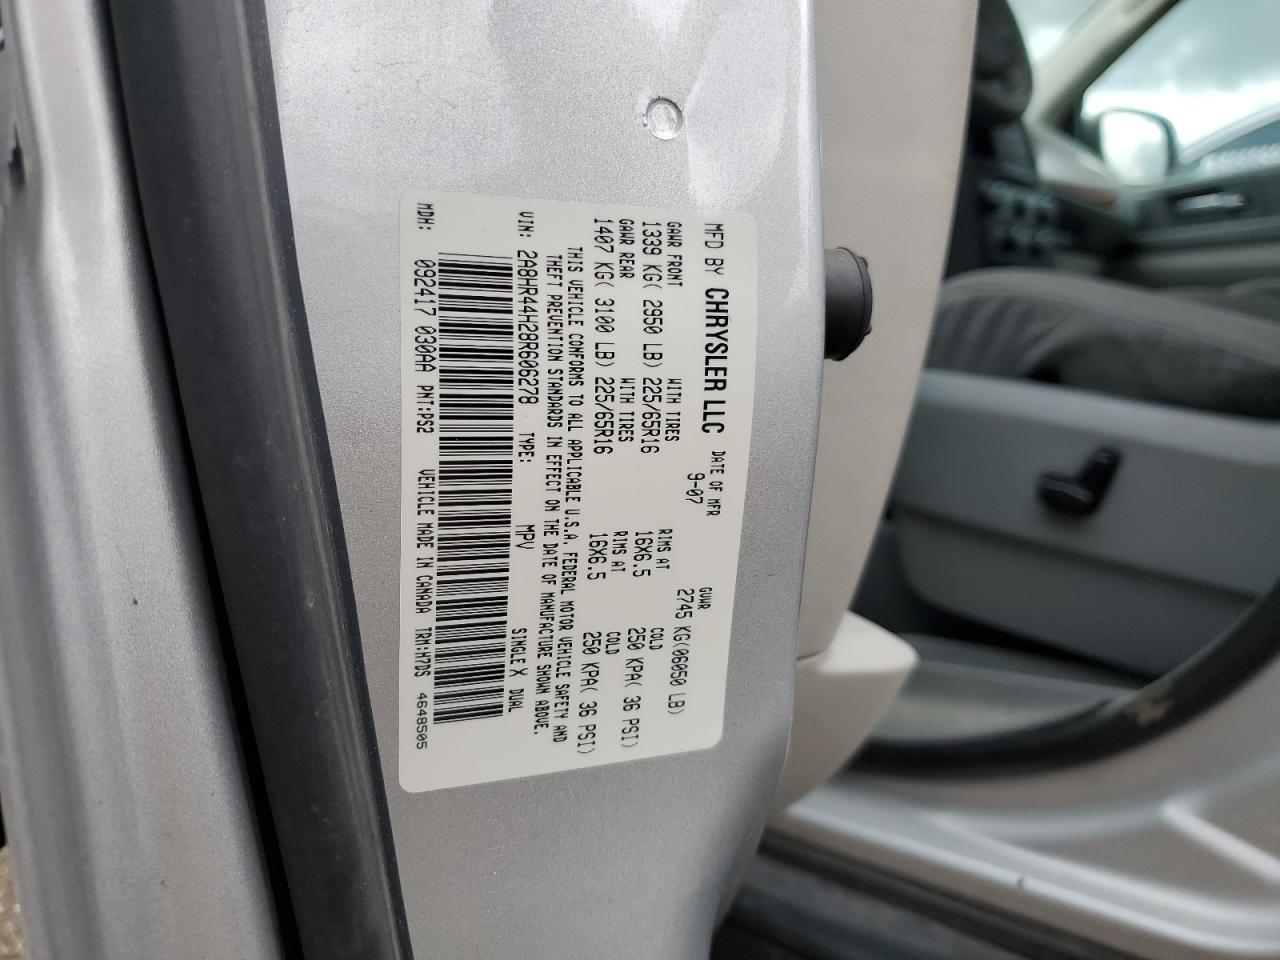 MFD BY CHRYSLER LLC DATE OF MFR 9-07 GVWR 2745 KG(06050 LB)
GAWR FRONT WITH TIRES RIMS AT COLD
1339 KG( 2950 LB) 225/65R16 16X6.5 250 KPA( 36 PSI)
GAWR REAR WITH TIRES RIMS AT COLD
1407 KG( 3100 LB) 225/65R16 16X6.5 250 KPA( 36 PSI)
THIS VEHICLE CONFORMS TO ALL APPLICABLE U.S.A. FEDERAL MOTOR VEHICLE SAFETY AND
THEFT PREVENTION STANDARDS IN EFFECT ON THE DATE OF MANUFACTURE SHOWN ABOVE.
VIN: 2A8HR44H28R606278 TYPE: MPV SINGLE X DUAL
MDH: 092417 030AA PNT:PS2 VEHICLE MADE IN CANADA TRM:H7DS 4648505